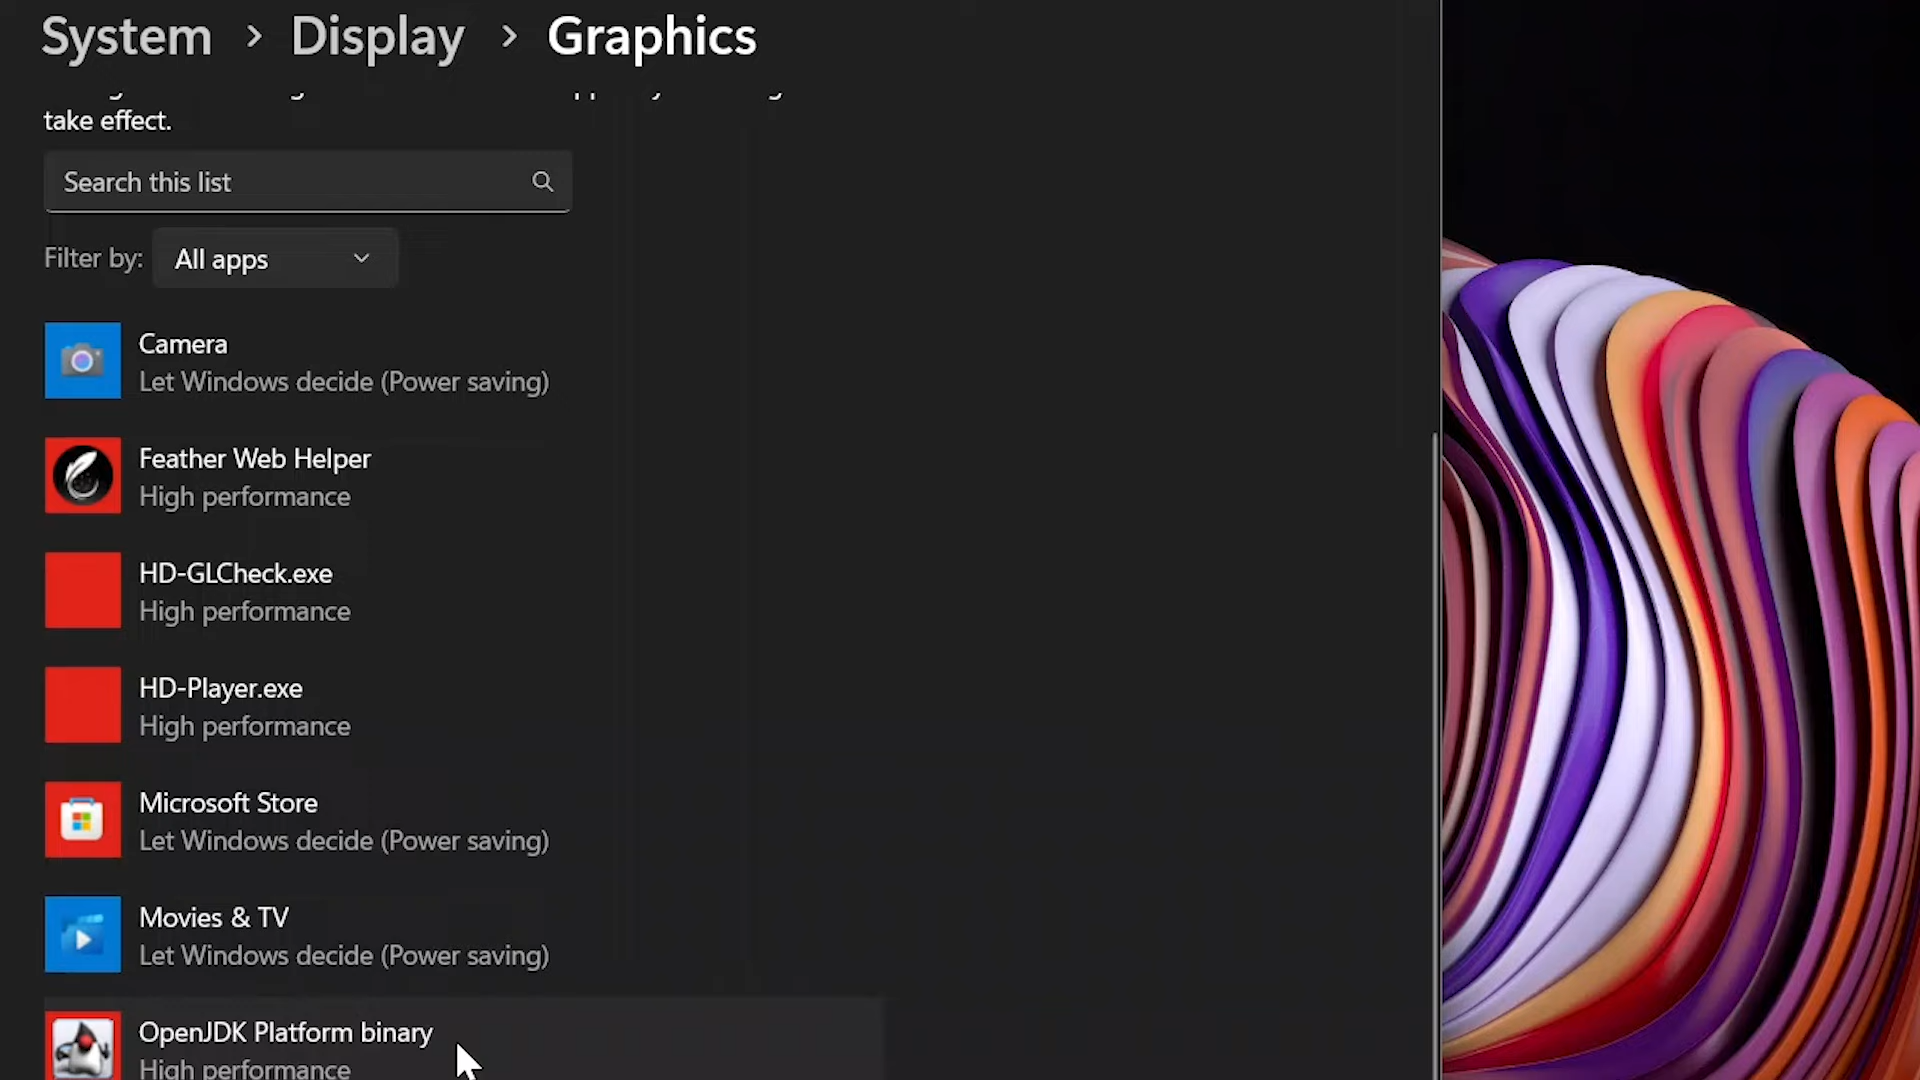 System > Display > Graphics
take effect.
Search this list
Filter by: All apps
Camera
Let Windows decide (Power saving)
Feather Web Helper
High performance
HD-GLCheck.exe
High performance
HD-Player.exe
High performance
Microsoft Store
Let Windows decide (Power saving)
Movies & TV
Let Windows decide (Power saving)
OpenJDK Platform binary
High performance